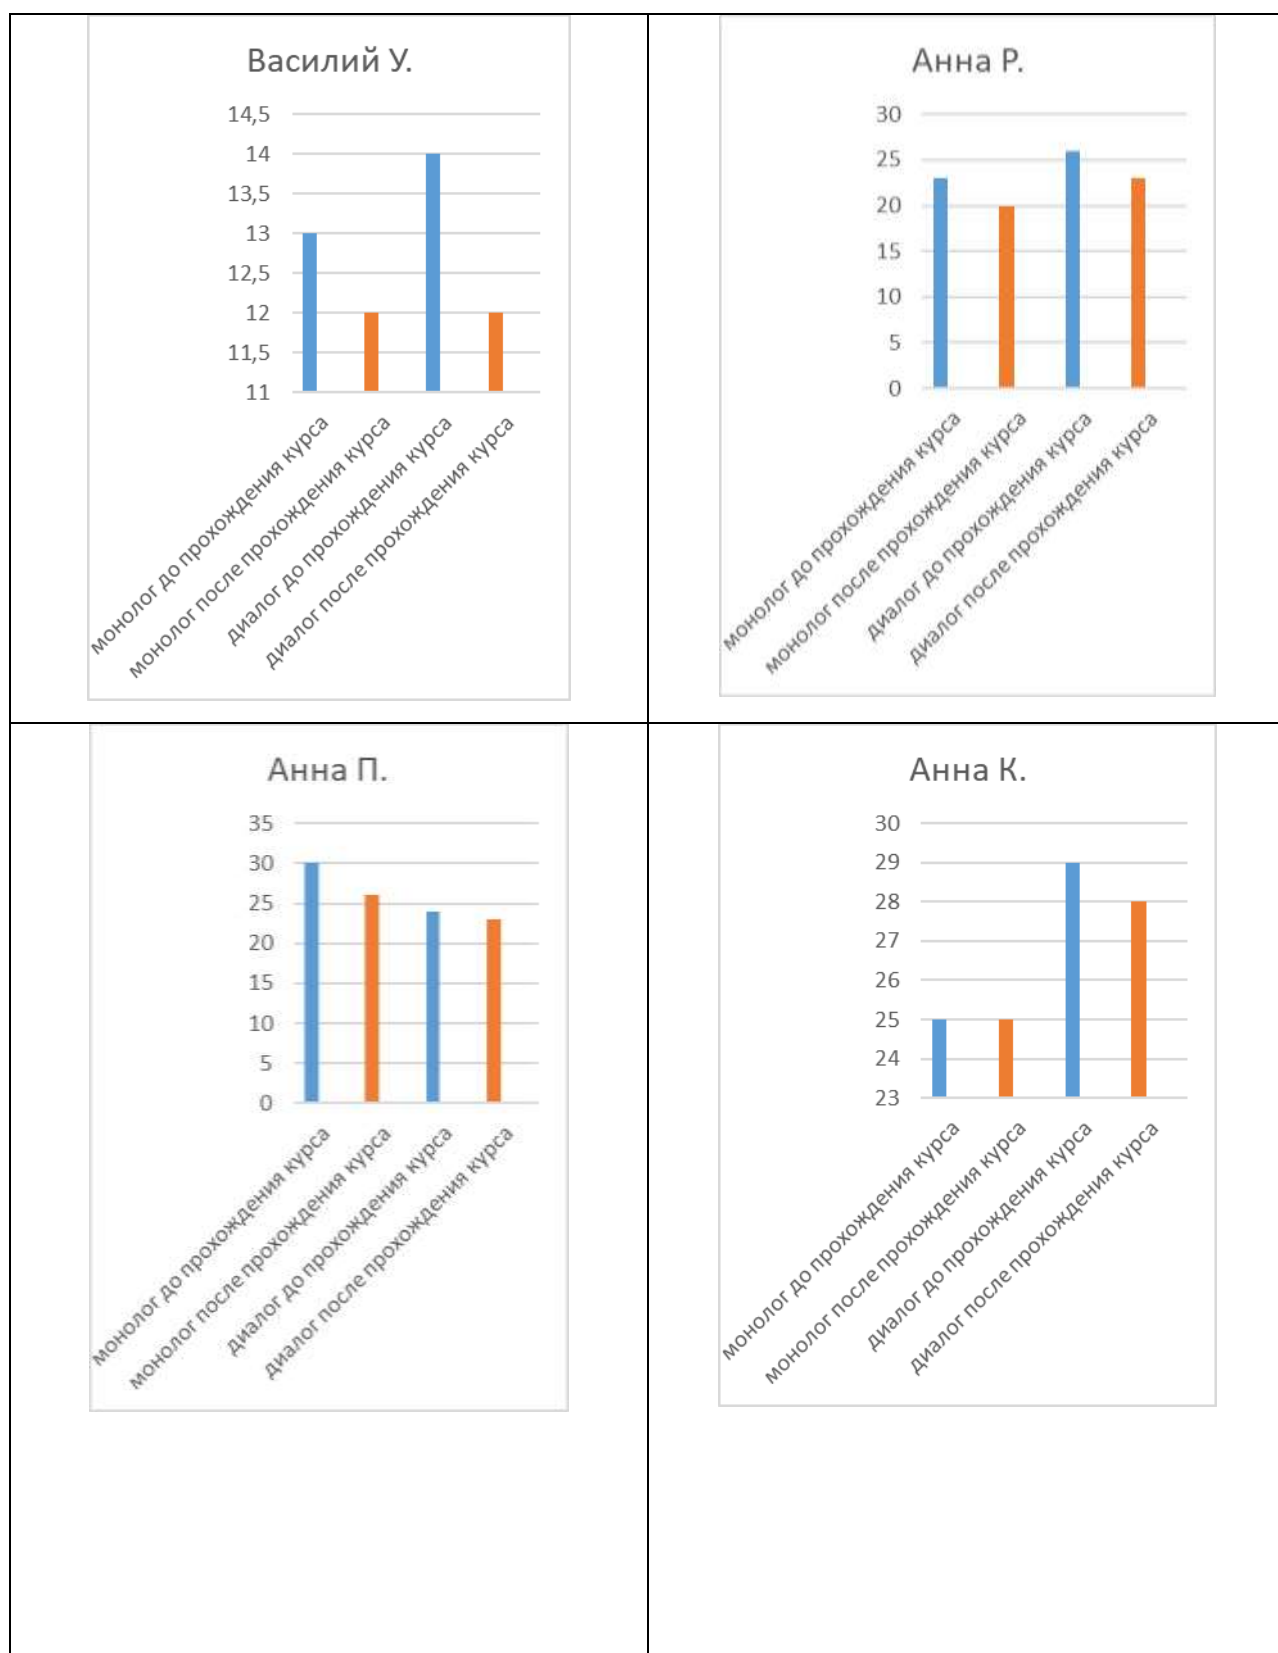 Василий У.
14,5
14
13,5
13
12,5
12
11,5
11
монолог до прохождения курса
монолог после прохождения курса
диалог до прохождения курса
диалог после прохождения курса
Анна Р.
30
25
20
15
10
5
0
монолог до прохождения курса
монолог после прохождения курса
диалог до прохождения курса
диалог после прохождения курса
Анна П.
35
30
25
20
15
10
5
0
монолог до прохождения курса
монолог после прохождения курса
диалог до прохождения курса
диалог после прохождения курса
Анна К.
30
29
28
27
26
25
24
23
монолог до прохождения курса
монолог после прохождения курса
диалог до прохождения курса
диалог после прохождения курса